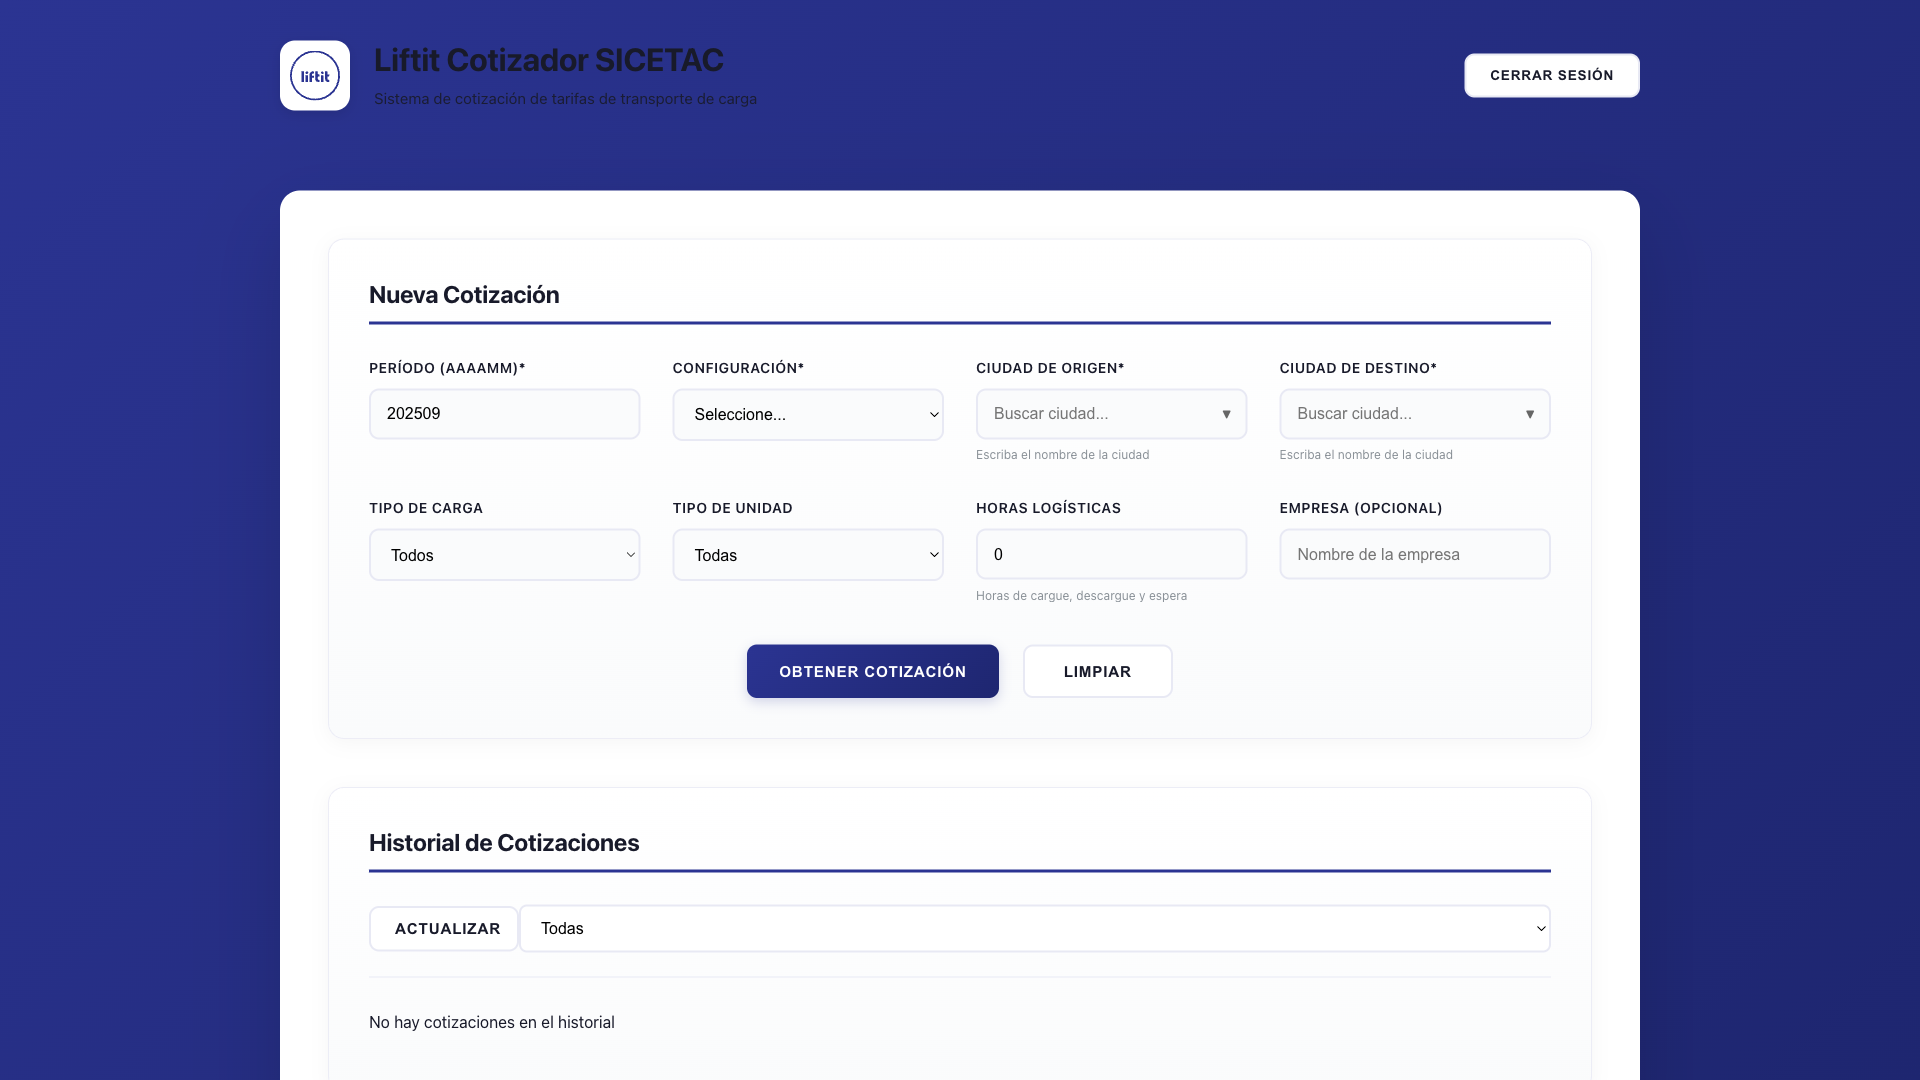 liftit
Liftit Cotizador SICETAC
Sistema de cotización de tarifas de transporte de carga
CERRAR SESIÓN
Nueva Cotización
PERÍODO (AAAAMM)*
CONFIGURACIÓN*
CIUDAD DE ORIGEN*
CIUDAD DE DESTINO*
202509
Seleccione...
Buscar ciudad...
Buscar ciudad...
Escriba el nombre de la ciudad
Escriba el nombre de la ciudad
TIPO DE CARGA
TIPO DE UNIDAD
HORAS LOGÍSTICAS
EMPRESA (OPCIONAL)
Todos
Todas
0
Nombre de la empresa
Horas de cargue, descargue y espera
OBTENER COTIZACIÓN
LIMPIAR
Historial de Cotizaciones
ACTUALIZAR
Todas
No hay cotizaciones en el historial